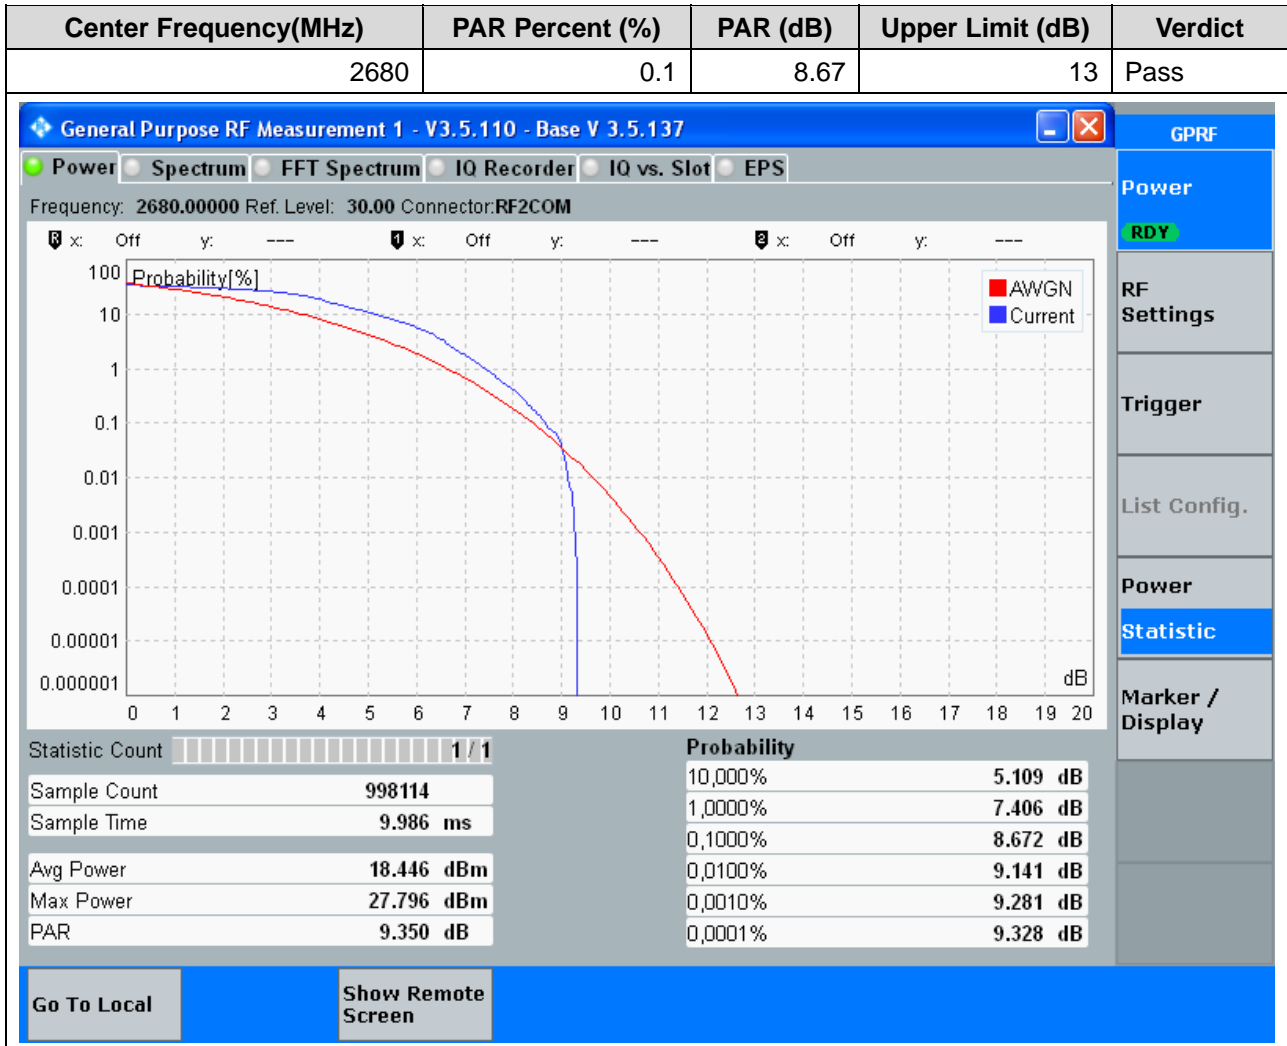 Center Frequency(MHz) PAR Percent (%) PAR (dB) Upper Limit (dB) Verdict
2680 0.1 8.67 13 Pass
General Purpose RF Measurement 1 - V3.5.110 - Base V 3.5.137
GPRF
Power Spectrum FFT Spectrum IQ Recorder IQ vs. Slot EPS
Power
RDY
Frequency: 2680.00000 Ref. Level: 30.00 Connector:RF2COM
R x: Off y: --- 1 x: Off y: --- 2 x: Off y: ---
Probability[%]
100
10
1
0.1
0.01
0.001
0.0001
0.00001
0.000001
AWGN
Current
dB
0 1 2 3 4 5 6 7 8 9 10 11 12 13 14 15 16 17 18 19 20
RF
Settings
Trigger
List Config.
Power
Statistic
Marker /
Display
Statistic Count 1 / 1
Sample Count 998114
Sample Time 9.986 ms
Avg Power 18.446 dBm
Max Power 27.796 dBm
PAR 9.350 dB
Probability
10,000% 5.109 dB
1,0000% 7.406 dB
0,1000% 8.672 dB
0,0100% 9.141 dB
0,0010% 9.281 dB
0,0001% 9.328 dB
Go To Local
Show Remote
Screen